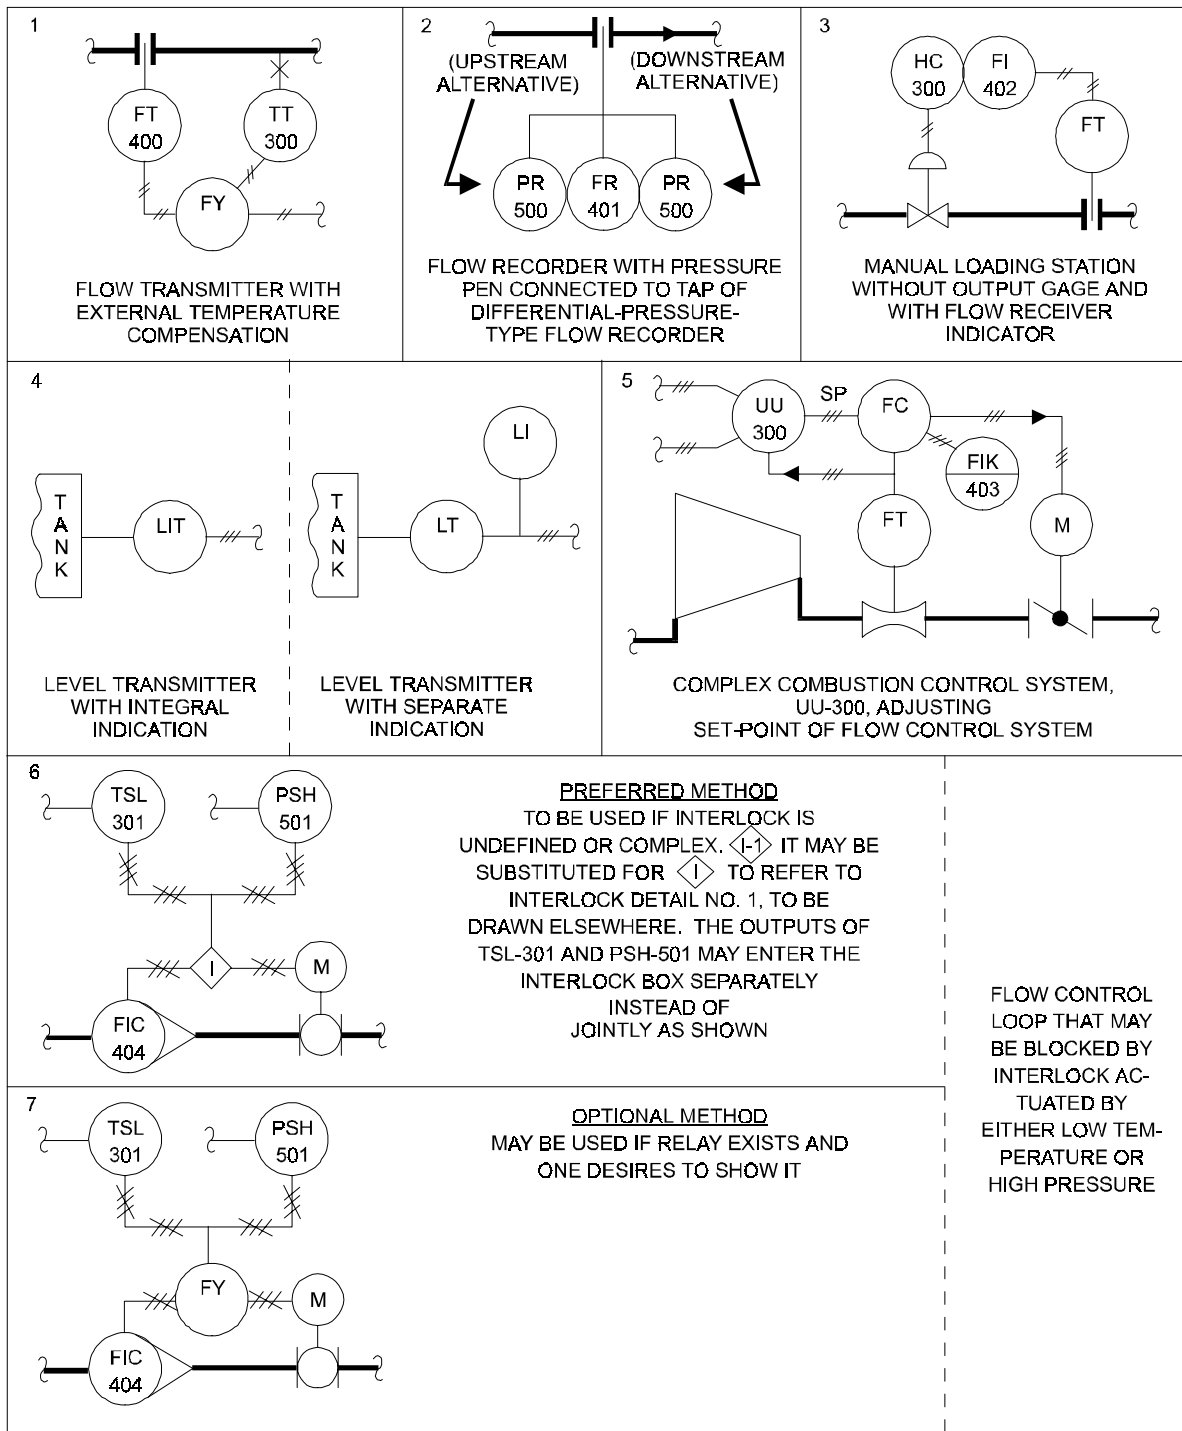 1
FT
400
TT
300
FY
FLOW TRANSMITTER WITH
EXTERNAL TEMPERATURE
COMPENSATION
2
(UPSTREAM
ALTERNATIVE)
(DOWNSTREAM
ALTERNATIVE)
PR
500
FR
401
PR
500
FLOW RECORDER WITH PRESSURE
PEN CONNECTED TO TAP OF
DIFFERENTIAL-PRESSURE-
TYPE FLOW RECORDER
3
HC
300
FI
402
FT
MANUAL LOADING STATION
WITHOUT OUTPUT GAGE AND
WITH FLOW RECEIVER
INDICATOR
4
TANK
LIT
LEVEL TRANSMITTER
WITH INTEGRAL
INDICATION
TANK
LT
LI
LEVEL TRANSMITTER
WITH SEPARATE
INDICATION
5
UU
300
SP
FC
FIK
403
FT
M
COMPLEX COMBUSTION CONTROL SYSTEM,
UU-300, ADJUSTING
SET-POINT OF FLOW CONTROL SYSTEM
6
TSL
301
PSH
501
I
M
FIC
404
PREFERRED METHOD
TO BE USED IF INTERLOCK IS
UNDEFINED OR COMPLEX. I-1 IT MAY BE
SUBSTITUTED FOR I TO REFER TO
INTERLOCK DETAIL NO. 1, TO BE
DRAWN ELSEWHERE. THE OUTPUTS OF
TSL-301 AND PSH-501 MAY ENTER THE
INTERLOCK BOX SEPARATELY
INSTEAD OF
JOINTLY AS SHOWN
7
TSL
301
PSH
501
FY
M
FIC
404
OPTIONAL METHOD
MAY BE USED IF RELAY EXISTS AND
ONE DESIRES TO SHOW IT
FLOW CONTROL
LOOP THAT MAY
BE BLOCKED BY
INTERLOCK AC-
TUATED BY
EITHER LOW TEM-
PERATURE OR
HIGH PRESSURE